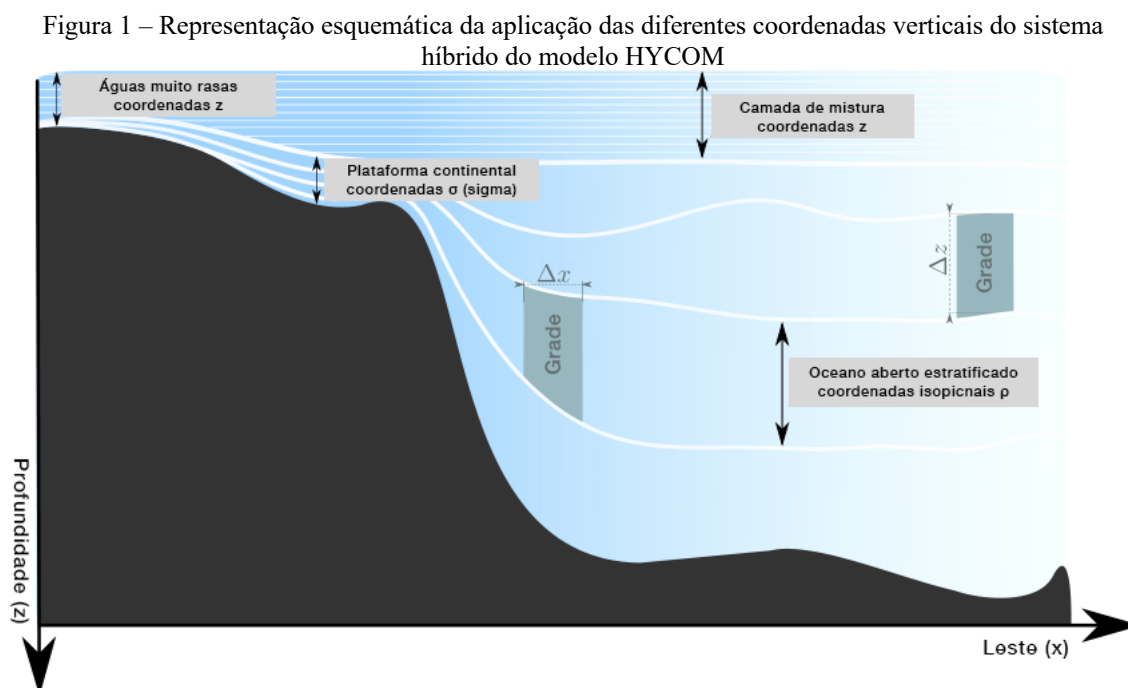 Figura 1 – Representação esquemática da aplicação das diferentes coordenadas verticais do sistema
híbrido do modelo HYCOM
Águas muito rasas
coordenadas z
Camada de mistura
coordenadas z
Plataforma continental
coordenadas σ (sigma)
Δx
Grade
Δz
Grade
Oceano aberto estratificado
coordenadas isopicnais ρ
Profundidade (z)
Leste (x)